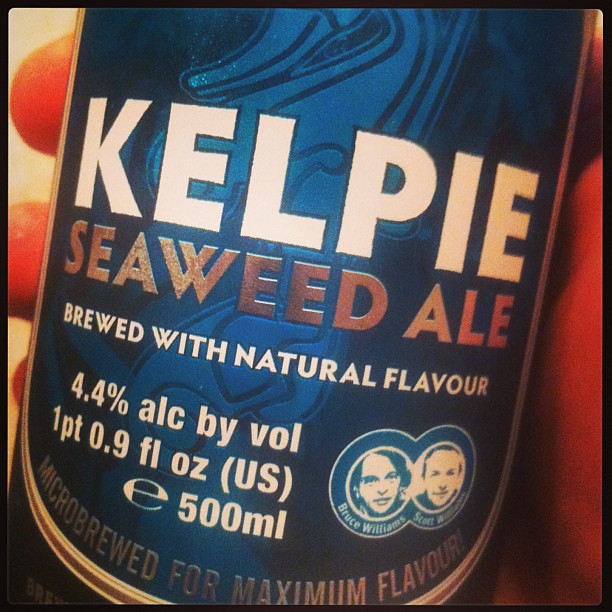 KELPIE
SEAWEED ALE
BREWED WITH NATURAL FLAVOUR
4.4% alc by vol
1pt 0.9 fl oz (US)
e 500ml
Bruce Williams
Scott
MICROBREWED FOR MAXIMUM FLAVOUR!